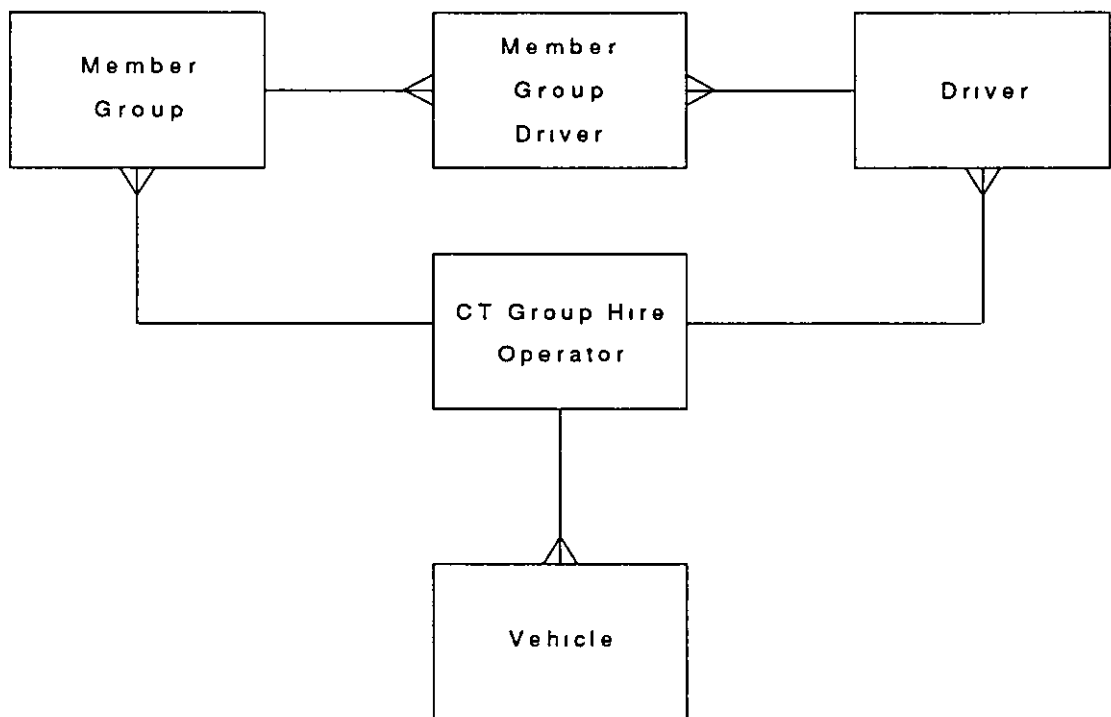 Member
Group
Member
Group
Driver
Driver
CT Group Hire
Operator
Vehicle